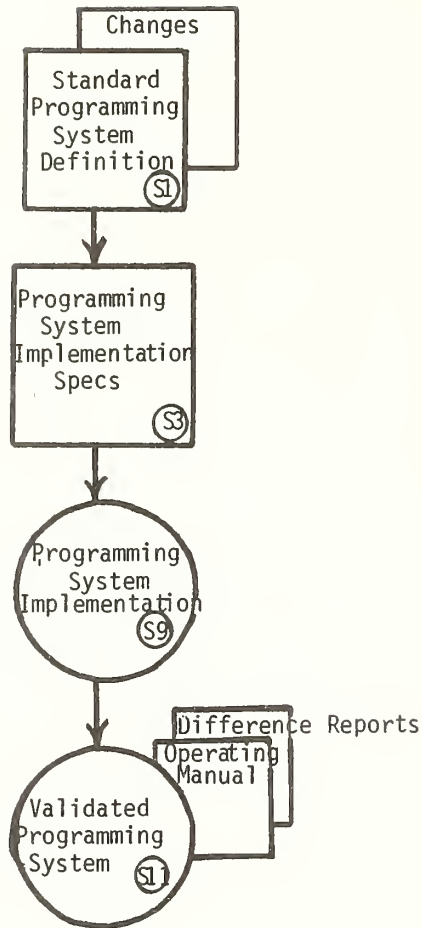 Changes
Standard
Programming
System
Definition
S1
Programming
System
Implementation
Specs
S3
Programming
System
Implementation
S9
Difference Reports
Operating
Manual
Validated
Programming
System
S11